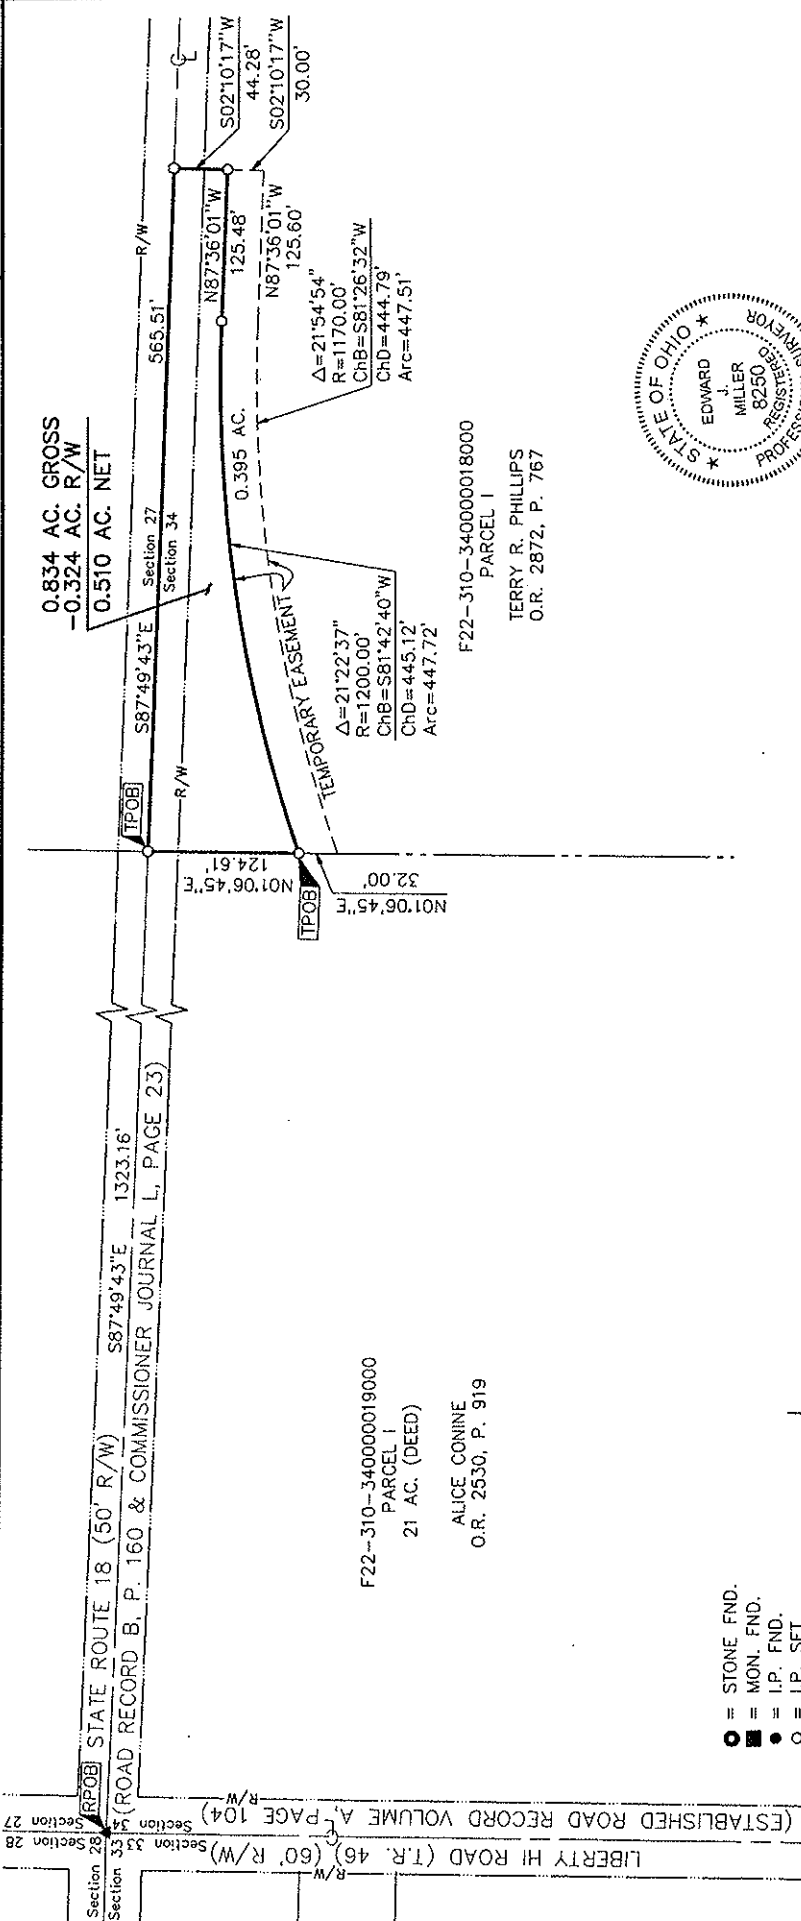 0.834 AC. GROSS
-0.324 AC. R/W
0.510 AC. NET
S02°10'17"W
44.28'
S02°10'17"W
30.00'
R/W
565.51'
N87°36'01"W
125.48'
N87°36'01"W
125.60'
Δ=21°54'54"
R=1170.00'
ChB=S81°26'32"W
ChD=444.79'
Arc=447.51'
S87°49'43"E
Section 27
Section 34
0.395 AC.
TPOB
R/W
TEMPORARY EASEMENT
Δ=21°22'37"
R=1200.00'
ChB=S81°42'40"W
ChD=445.12'
Arc=447.72'
N01°06'45"E
124.61'
TPOB
N01°06'45"E
32.00'
F22-310-340000018000
PARCEL I
TERRY R. PHILLIPS
O.R. 2872, P. 767
STATE OF OHIO
EDWARD
J.
MILLER
8250
REGISTERED
S87°49'43"E 1323.16'
STATE ROUTE 18 (50' R/W)
(ROAD RECORD B, P. 160 & COMMISSIONER JOURNAL L, PAGE 23)
F22-310-340000019000
PARCEL I
21 AC. (DEED)
ALICE CONINE
O.R. 2530, P. 919
RPOB
Section 28
Section 27
Section 33
Section 34
Section 28
Section 33
R/W
LIBERTY HI ROAD (T.R. 46) (60' R/W)
(ESTABLISHED ROAD RECORD VOLUME A, PAGE 104)
R/W
= STONE FND.
= MON. FND.
= I.P. FND.
= I.P. SET